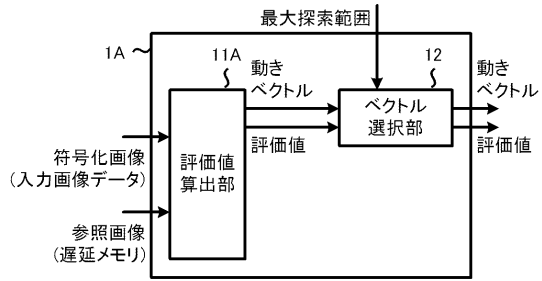 最大探索範囲
1A
11A
動き
ベクトル
12
動き
ベクトル
ベクトル
選択部
評価値
評価値
符号化画像
(入力画像データ)
評価値
算出部
参照画像
(遅延メモリ)